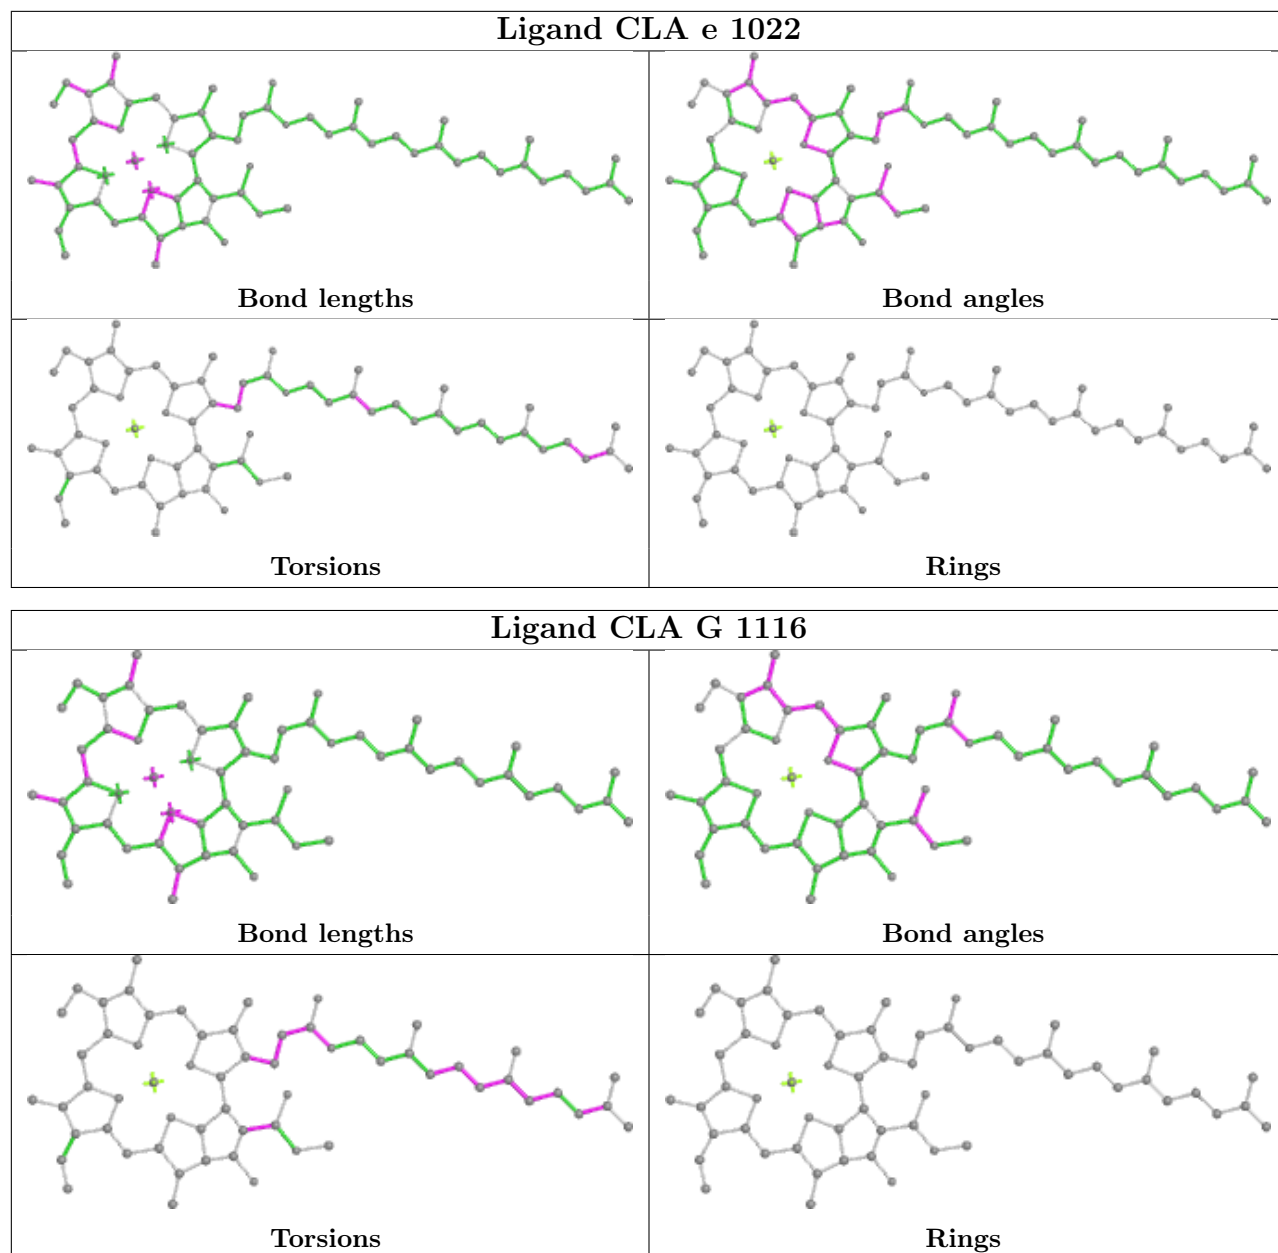 Ligand CLA e 1022
Bond lengths
Bond angles
Torsions
Rings
Ligand CLA G 1116
Bond lengths
Bond angles
Torsions
Rings